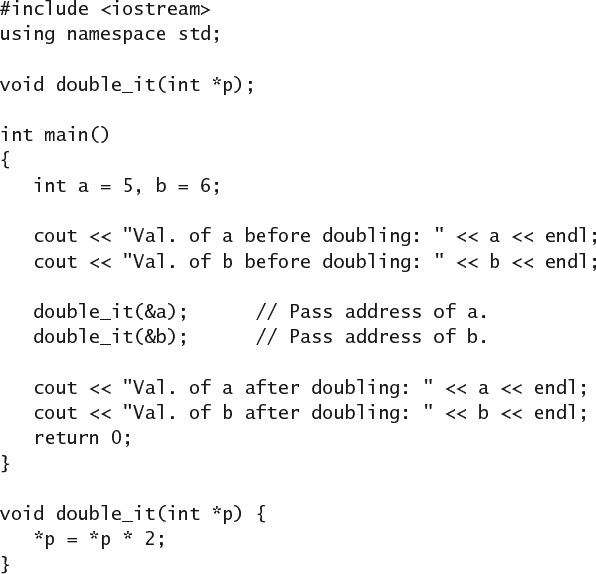 #include <iostream>
using namespace std;
void double_it(int *p);
int main()
{
int a = 5, b = 6;
cout << "Val. of a before doubling: " << a << endl;
cout << "Val. of b before doubling: " << b << endl;
double_it(&a);      // Pass address of a.
double_it(&b);      // Pass address of b.
cout << "Val. of a after doubling: " << a << endl;
cout << "Val. of b after doubling: " << b << endl;
return 0;
}
void double_it(int *p) {
*p = *p * 2;
}